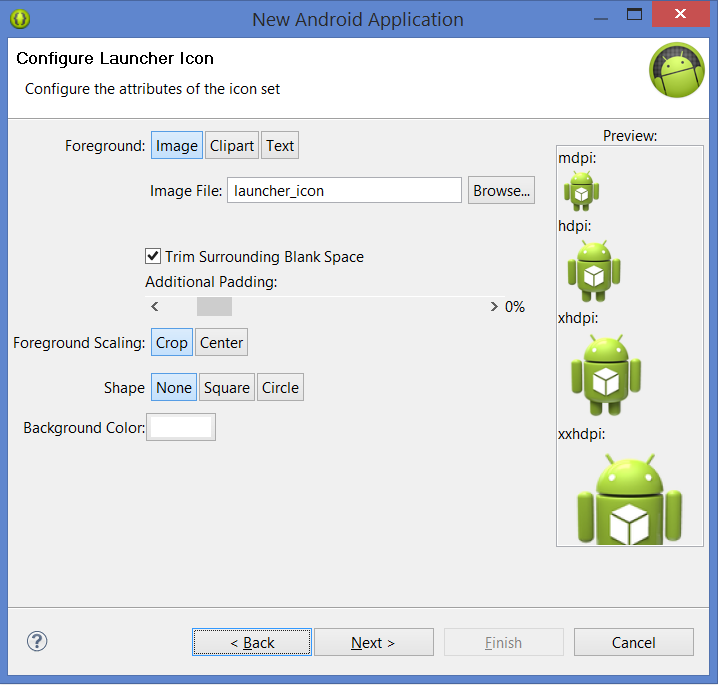 New Android Application
Configure Launcher Icon
Configure the attributes of the icon set
Foreground: Image Clipart Text
Image File: launcher_icon Browse...
Trim Surrounding Blank Space
Additional Padding:
< > 0%
Foreground Scaling: Crop Center
Shape None Square Circle
Background Color:
Preview:
mdpi:
hdpi:
xhdpi:
xxhdpi:
? < Back Next > Finish Cancel